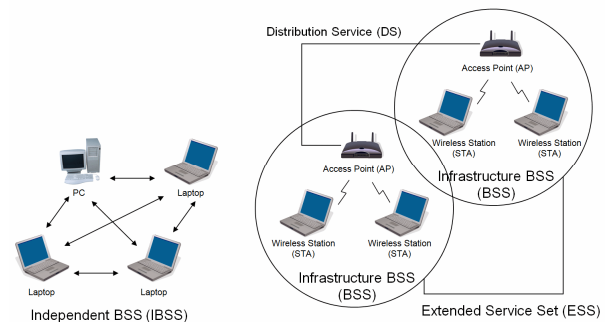 Distribution Service (DS)
Access Point (AP)
Wireless Station
(STA)
Wireless Station
(STA)
Infrastructure BSS
(BSS)
Access Point (AP)
Wireless Station
(STA)
Wireless Station
(STA)
Infrastructure BSS
(BSS)
Extended Service Set (ESS)
PC
Laptop
Laptop
Laptop
Independent BSS (IBSS)